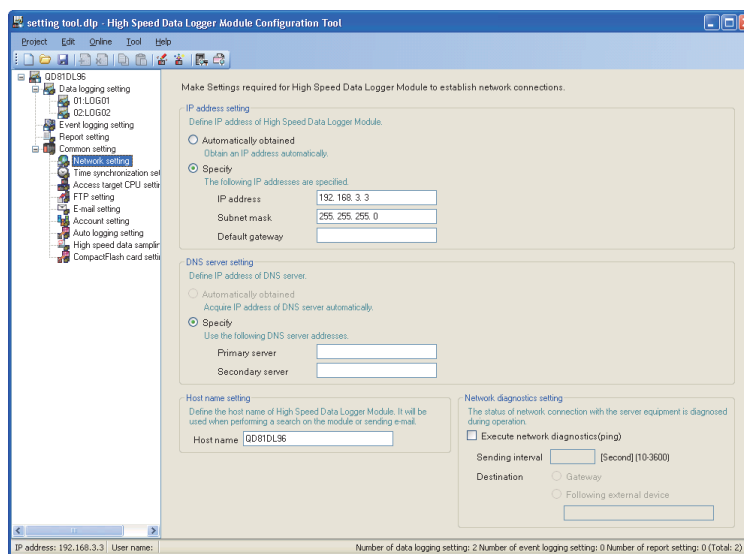 setting tool.dlp - High Speed Data Logger Module Configuration Tool
Project Edit Online Tool Help
QD81DL96
Data logging setting
01:LOG01
02:LOG02
Event logging setting
Report setting
Common setting
Network setting
Time synchronization set
Access target CPU settin
FTP setting
E-mail setting
Account setting
Auto logging setting
High speed data samplin
CompactFlash card settin
Make Settings required for High Speed Data Logger Module to establish network connections.
IP address setting
Define IP address of High Speed Data Logger Module.
Automatically obtained
Obtain an IP address automatically.
Specify
The following IP addresses are specified.
IP address 192. 168. 3. 3
Subnet mask 255. 255. 255. 0
Default gateway
DNS server setting
Define IP address of DNS server.
Automatically obtained
Acquire IP address of DNS server automatically.
Specify
Use the following DNS server addresses.
Primary server
Secondary server
Host name setting
Define the host name of High Speed Data Logger Module. It will be
used when performing a search on the module or sending e-mail.
Host name QD81DL96
Network diagnostics setting
The status of network connection with the server equipment is diagnosed
during operation.
Execute network diagnostics(ping)
Sending interval [Second] (10-3600)
Destination Gateway
Following external device
IP address: 192.168.3.3 User name: Number of data logging setting: 2 Number of event logging setting: 0 Number of report setting: 0 (Total: 2)